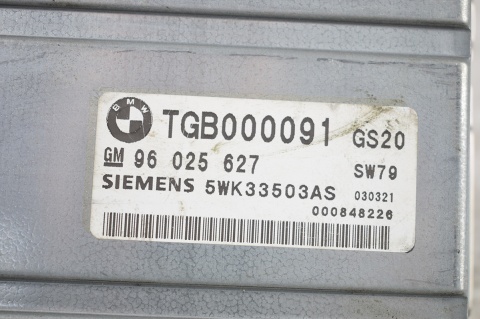 BMW
TGB000091 GS20
GM 96 025 627 SW79
SIEMENS 5WK33503AS 030321
000848226